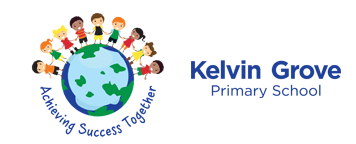 Achieving Success Together
Kelvin Grove
Primary School